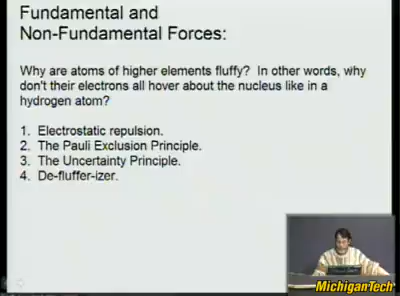 Fundamental and
Non-Fundamental Forces:
Why are atoms of higher elements fluffy?  In other words, why
don't their electrons all hover about the nucleus like in a
hydrogen atom?
1.  Electrostatic repulsion.
2.  The Pauli Exclusion Principle.
3.  The Uncertainty Principle.
4.  De-fluffer-izer.
MichiganTech